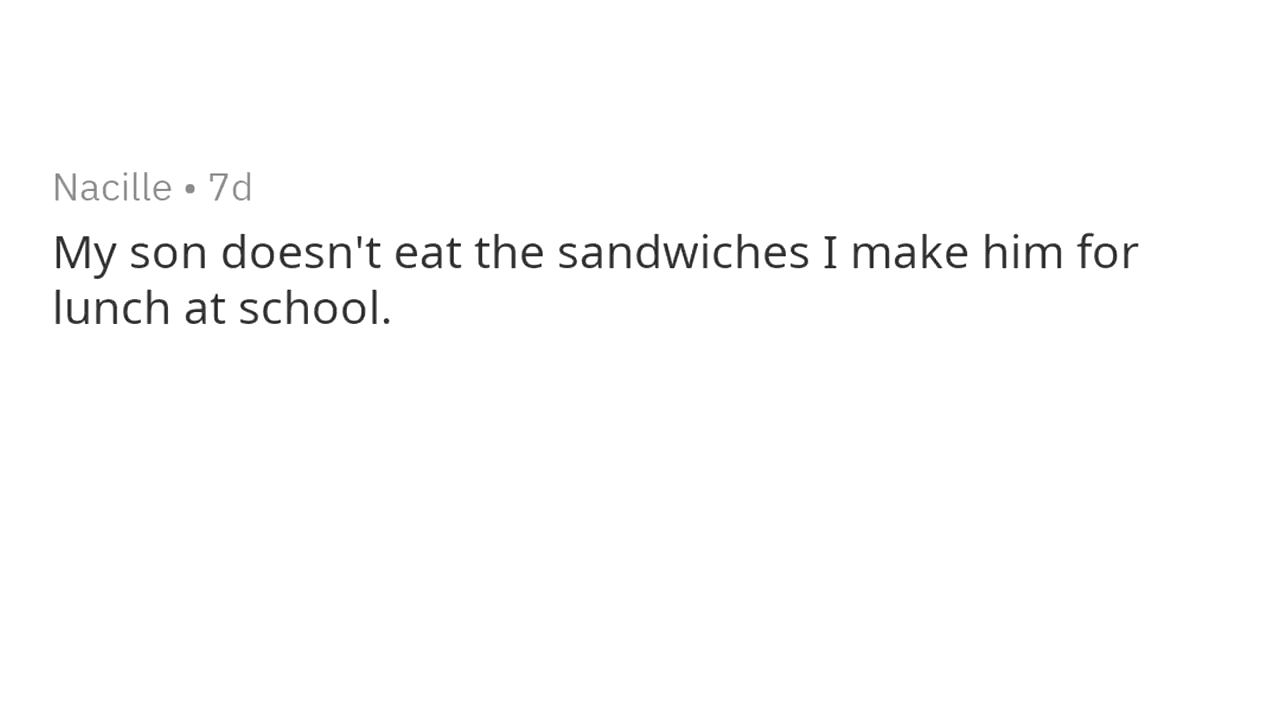 Nacille • 7d
My son doesn't eat the sandwiches I make him for
lunch at school.